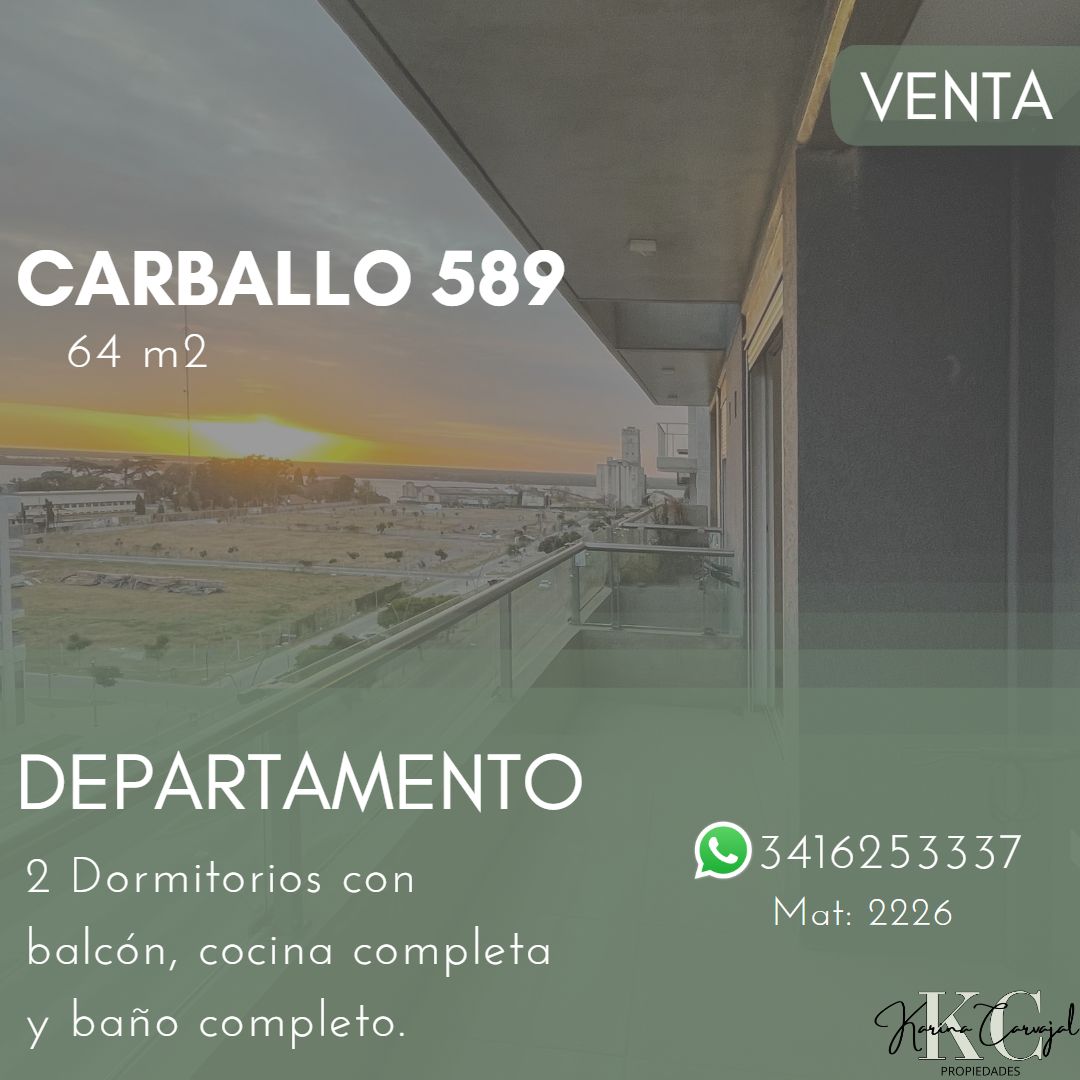 VENTA
CARBALLO 589
64 m2
DEPARTAMENTO
2 Dormitorios con
balcón, cocina completa
y baño completo.
3416253337
Mat: 2226
KC
Karina Carvajal
PROPIEDADES